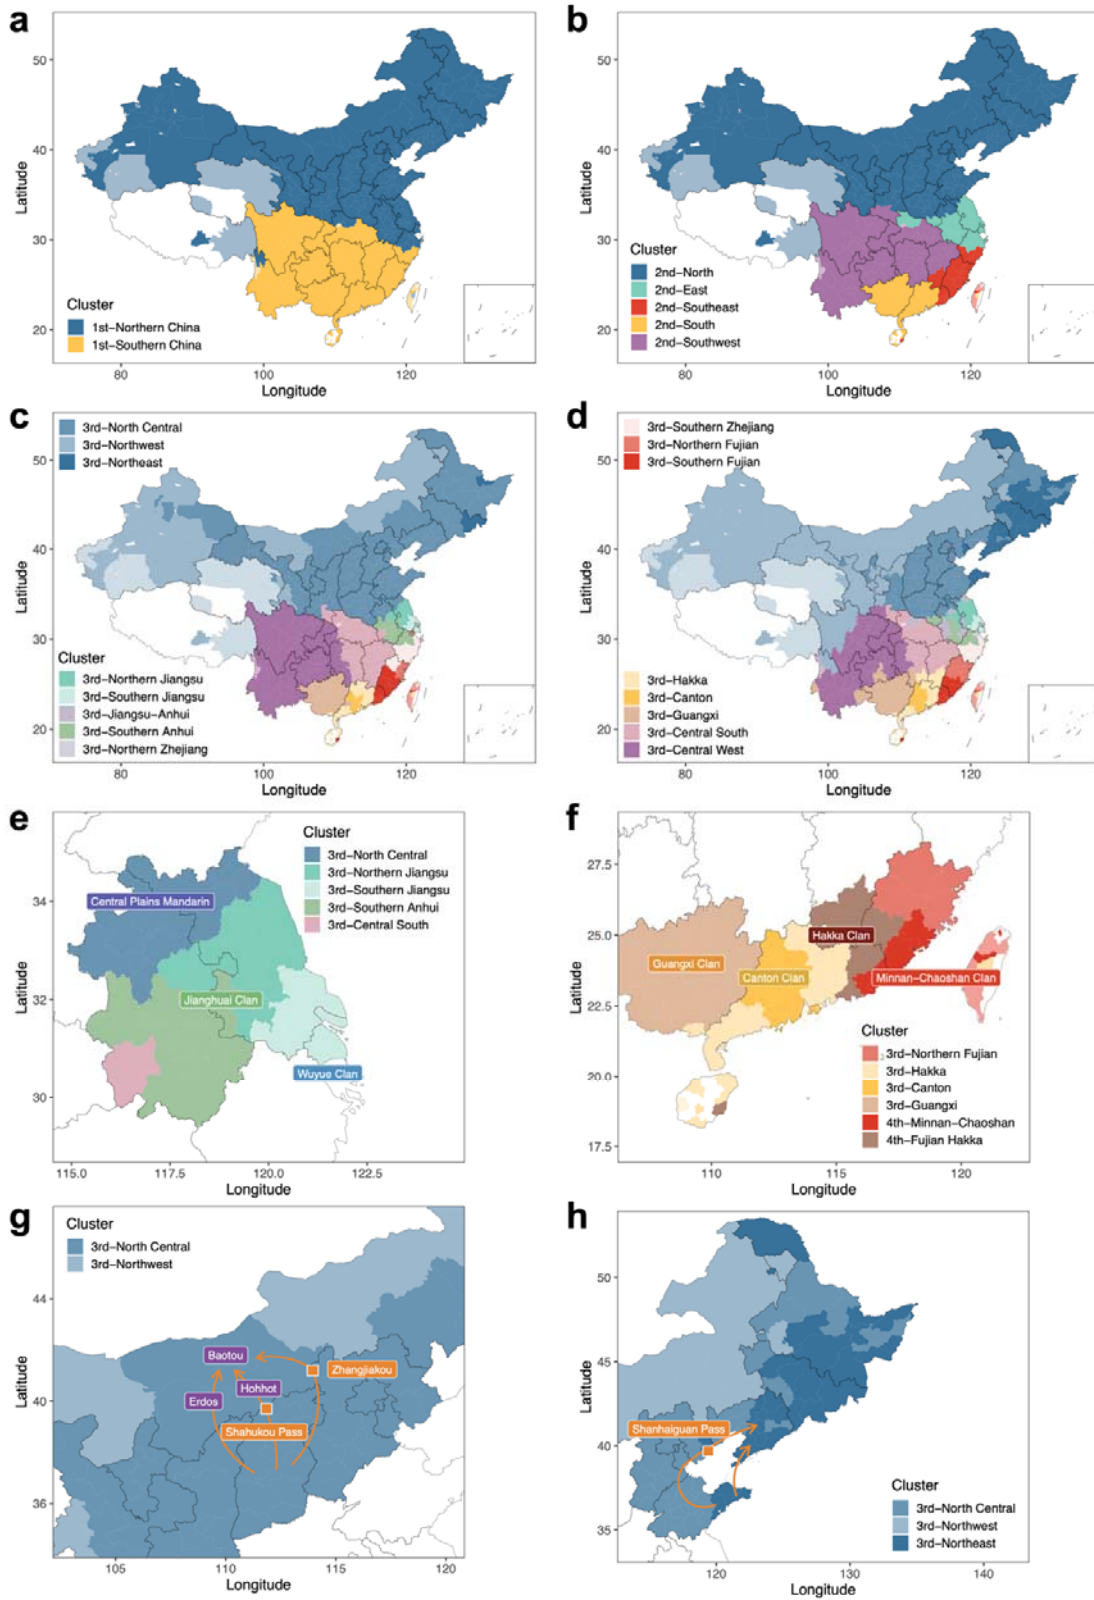 a
50
40
30
20
Latitude
Cluster
1st–Northern China
1st–Southern China
80
100
120
Longitude
b
50
40
30
20
Latitude
Cluster
2nd–North
2nd–East
2nd–Southeast
2nd–South
2nd–Southwest
80
100
120
Longitude
c
3rd–North Central
3rd–Northwest
3rd–Northeast
50
40
30
20
Latitude
Cluster
3rd–Northern Jiangsu
3rd–Southern Jiangsu
3rd–Jiangsu–Anhui
3rd–Southern Anhui
3rd–Northern Zhejiang
80
100
120
Longitude
d
3rd–Southern Zhejiang
3rd–Northern Fujian
3rd–Southern Fujian
50
40
30
20
Latitude
3rd–Hakka
3rd–Canton
3rd–Guangxi
3rd–Central South
3rd–Central West
80
100
120
Longitude
e
Cluster
3rd–North Central
3rd–Northern Jiangsu
3rd–Southern Jiangsu
3rd–Southern Anhui
3rd–Central South
34
32
30
Latitude
Central Plains Mandarin
Jianghuai Clan
Wuyue Clan
115.0
117.5
120.0
122.5
Longitude
f
27.5
25.0
22.5
20.0
17.5
Latitude
Hakka Clan
Guangxi Clan
Canton Clan
Minnan–Chaoshan Clan
Cluster
3rd–Northern Fujian
3rd–Hakka
3rd–Canton
3rd–Guangxi
4th–Minnan–Chaoshan
4th–Fujian Hakka
110
115
120
Longitude
g
Cluster
3rd–North Central
3rd–Northwest
44
40
36
Latitude
Baotou
Zhangjiakou
Hohhot
Erdos
Shahukou Pass
105
110
115
120
Longitude
h
50
45
40
35
Latitude
Shanhaiguan Pass
Cluster
3rd–North Central
3rd–Northwest
3rd–Northeast
120
130
140
Longitude